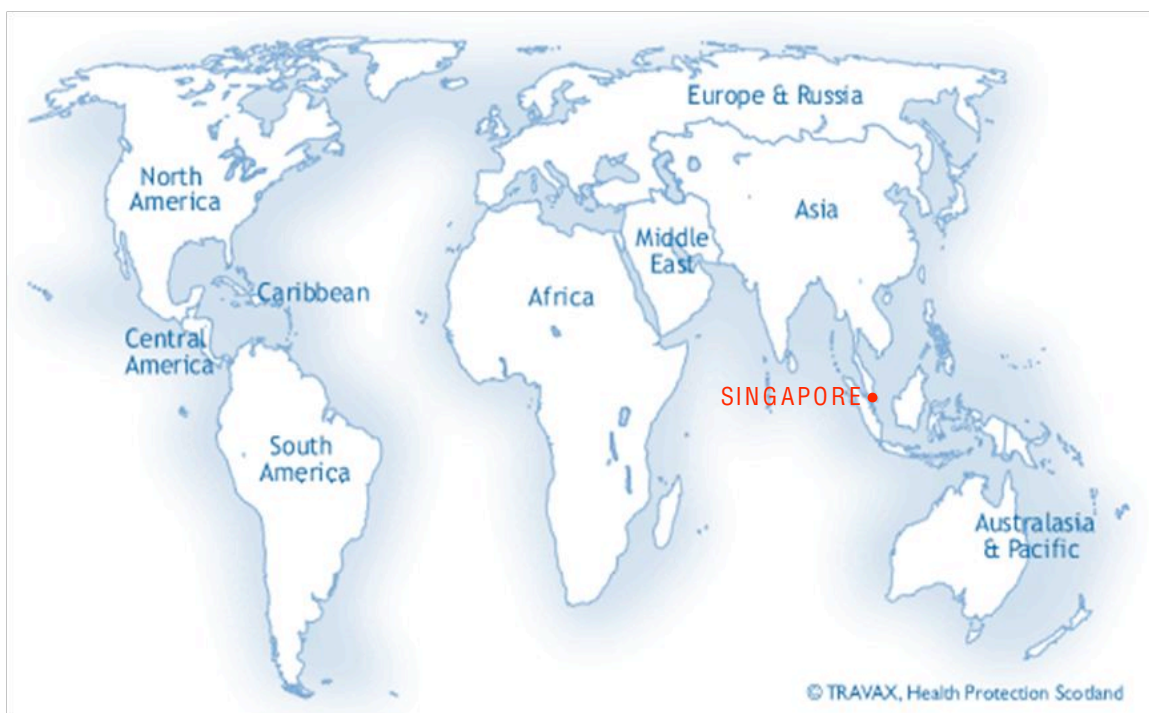 Europe & Russia
North
America
Asia
Middle
East
Caribbean
Africa
Central
America
SINGAPORE
South
America
Australasia
& Pacific
© TRAVAX, Health Protection Scotland